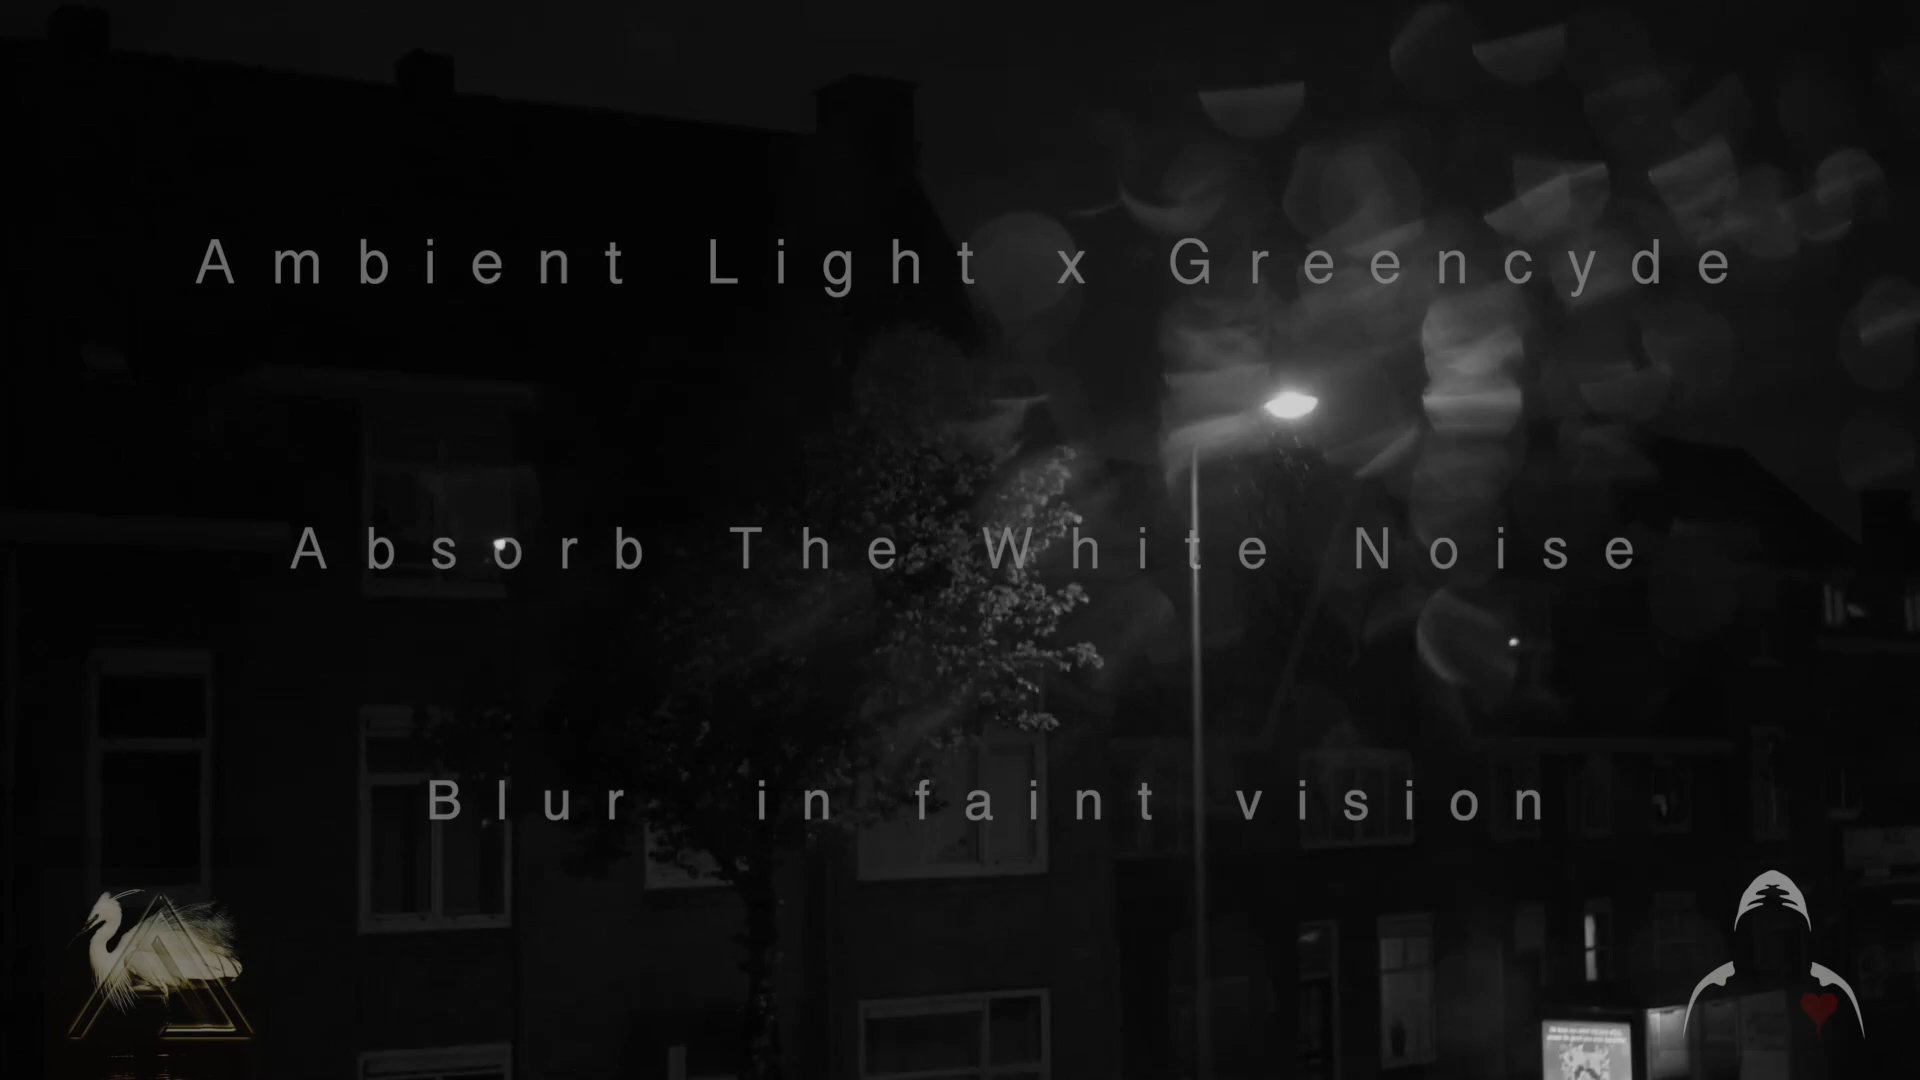 Ambient Light x Greencyde
Absorb The White Noise
Blur in faint vision